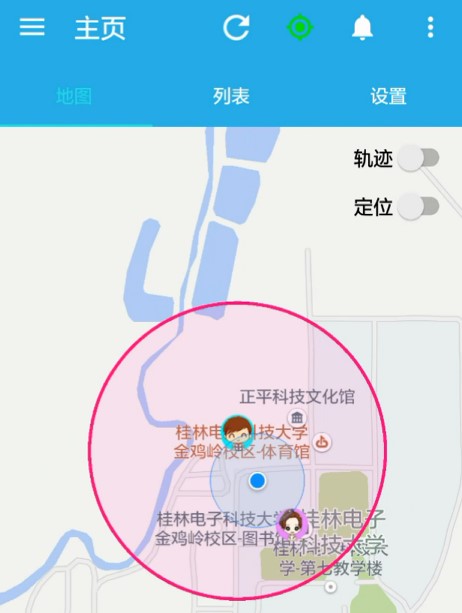 主页
地图 列表 设置
轨迹
定位
正平科技文化馆
桂林电 科技大学
金鸡岭校区-体育馆
桂林电子科技大
金鸡岭校区-图书
桂林电子
科技大学
桂林 大学
学-第七教学楼